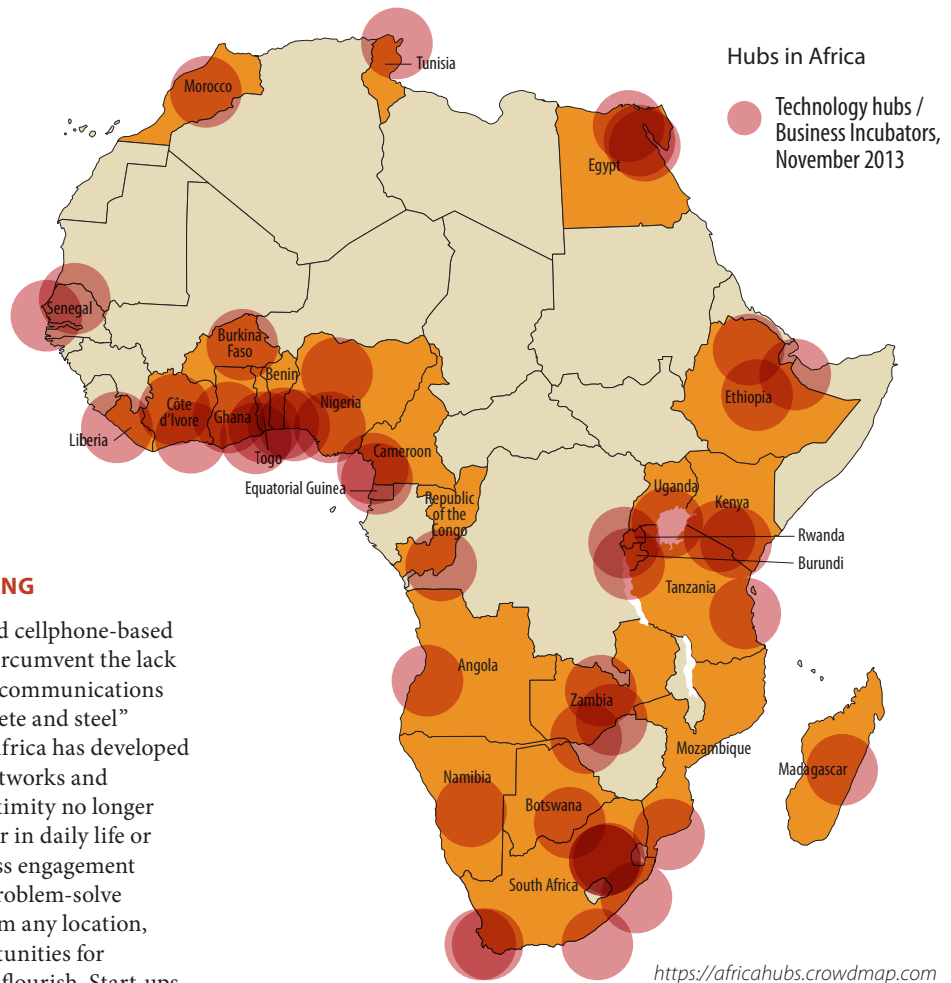 Hubs in Africa
Technology hubs /
Business Incubators,
November 2013
Tunisia
Morocco
Egypt
Senegal
Burkina
Faso
Benin
Nigeria
Côte
d'Ivore
Ghana
Liberia
Togo
Cameroon
Equatorial Guinea
Republic
of the
Congo
Ethiopia
Uganda
Kenya
Rwanda
Burundi
Tanzania
Angola
Zambia
Mozambique
Madagascar
Namibia
Botswana
South Africa
NG
d cellphone-based
rcumvent the lack
communications
ete and steel”
frica has developed
tworks and
ximity no longer
r in daily life or
ss engagement
roblem-solve
m any location,
tunities for
flourish. Start-ups
https://africahubs.crowdmap.com